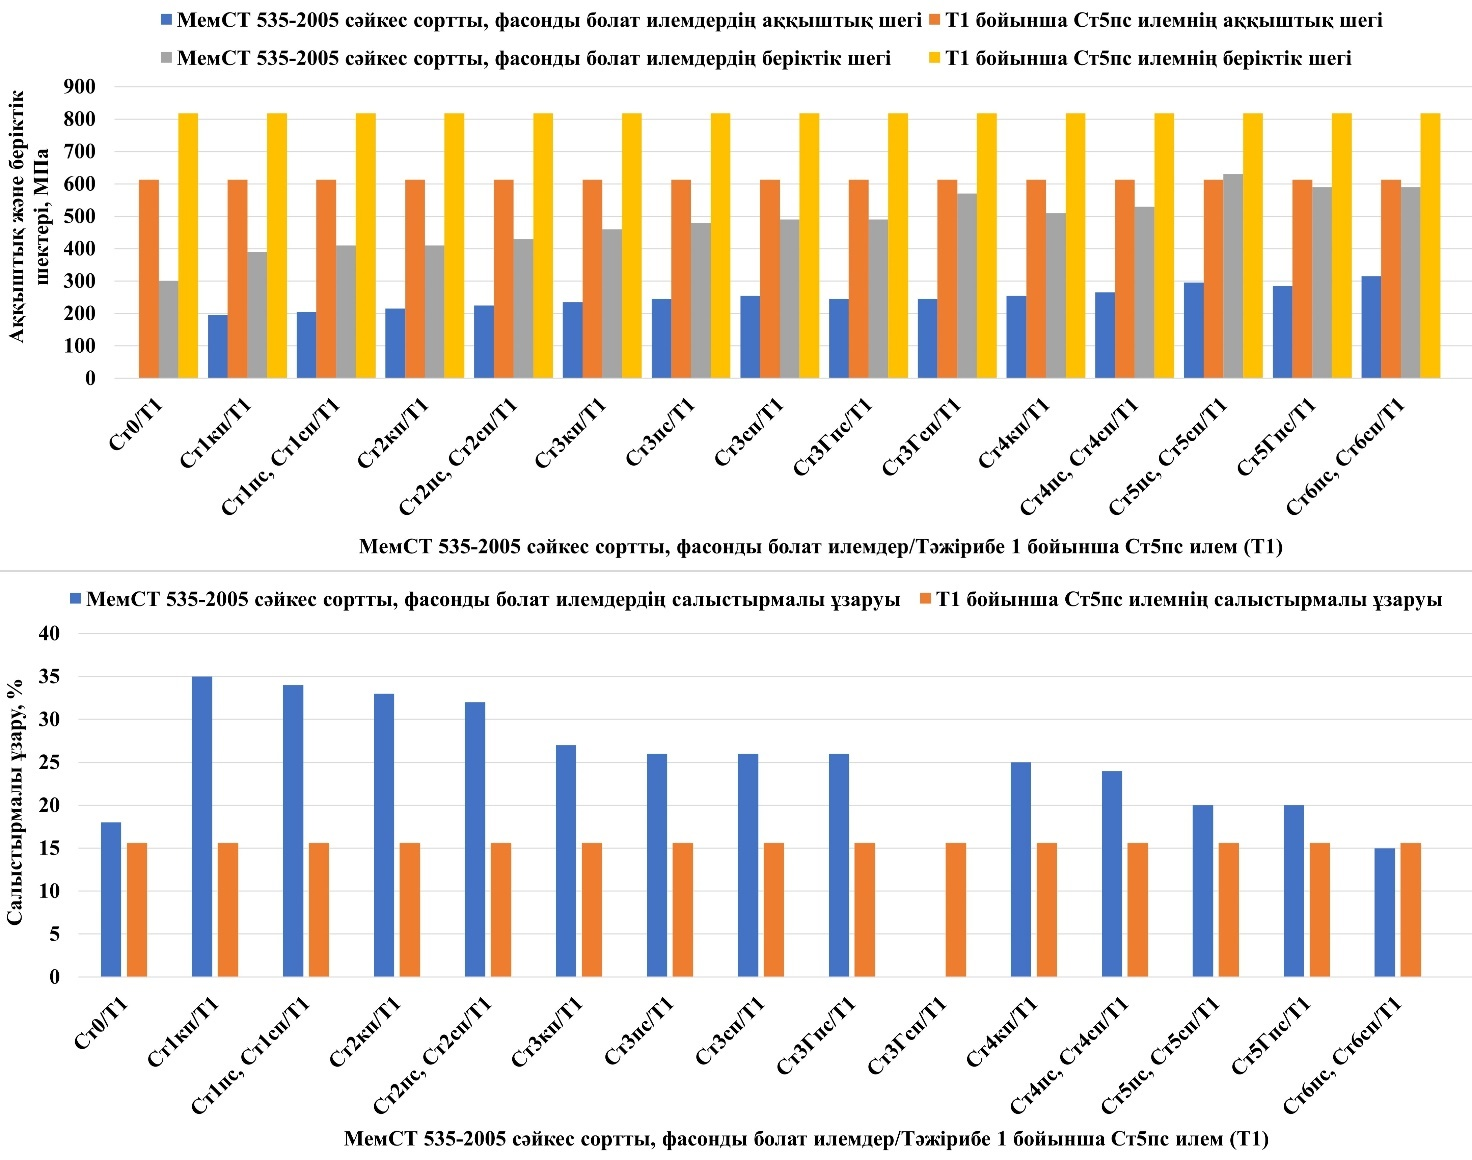 МемСТ 535-2005 сәйкес сортты, фасонды болат илемдердің аққыштық шегі
Т1 бойынша Ст5пс илемнің аққыштық шегі
МемСТ 535-2005 сәйкес сортты, фасонды болат илемдердің беріктік шегі
Т1 бойынша Ст5пс илемнің беріктік шегі
Аққыштық және беріктік
шектері, МПа
900
800
700
600
500
400
300
200
100
0
Ст0/Т1
Ст1кп/Т1
Ст1пс, Ст1сп/Т1
Ст2кп/Т1
Ст2пс, Ст2сп/Т1
Ст3кп/Т1
Ст3пс/Т1
Ст3сп/Т1
Ст3Гпс/Т1
Ст3Гсп/Т1
Ст4кп/Т1
Ст4пс, Ст4сп/Т1
Ст5пс, Ст5сп/Т1
Ст5Гпс/Т1
Ст6пс, Ст6сп/Т1
МемСТ 535-2005 сәйкес сортты, фасонды болат илемдер/Тәжірибе 1 бойынша Ст5пс илем (Т1)
МемСТ 535-2005 сәйкес сортты, фасонды болат илемдердің салыстырмалы ұзаруы
Т1 бойынша Ст5пс илемнің салыстырмалы ұзаруы
Салыстырмалы ұзару, %
40
35
30
25
20
15
10
5
0
Ст0/Т1
Ст1кп/Т1
Ст1пс, Ст1сп/Т1
Ст2кп/Т1
Ст2пс, Ст2сп/Т1
Ст3кп/Т1
Ст3пс/Т1
Ст3сп/Т1
Ст3Гпс/Т1
Ст3Гсп/Т1
Ст4кп/Т1
Ст4пс, Ст4сп/Т1
Ст5пс, Ст5сп/Т1
Ст5Гпс/Т1
Ст6пс, Ст6сп/Т1
МемСТ 535-2005 сәйкес сортты, фасонды болат илемдер/Тәжірибе 1 бойынша Ст5пс илем (Т1)